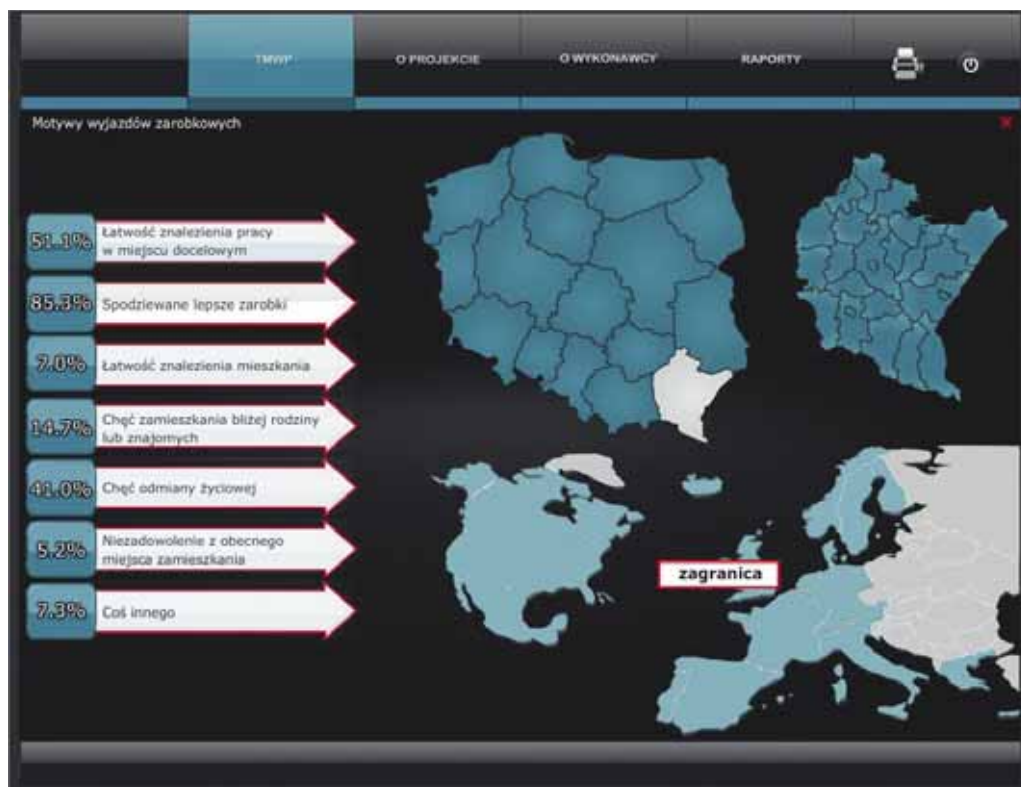 TMWP
O PROJEKCIE
O WYKONAWCY
RAPORTY
Motywy wyjazdów zarobkowych
51.1%
Łatwość znalezienia pracy
w miejscu docelowym
85.3%
Spodziewane lepsze zarobki
7.0%
Łatwość znalezienia mieszkania
14.7%
Chęć zamieszkania bliżej rodziny
lub znajomych
41.0%
Chęć odmiany życiowej
5.2%
Niezadowolenie z obecnego
miejsca zamieszkania
7.3%
Coś innego
zagranica